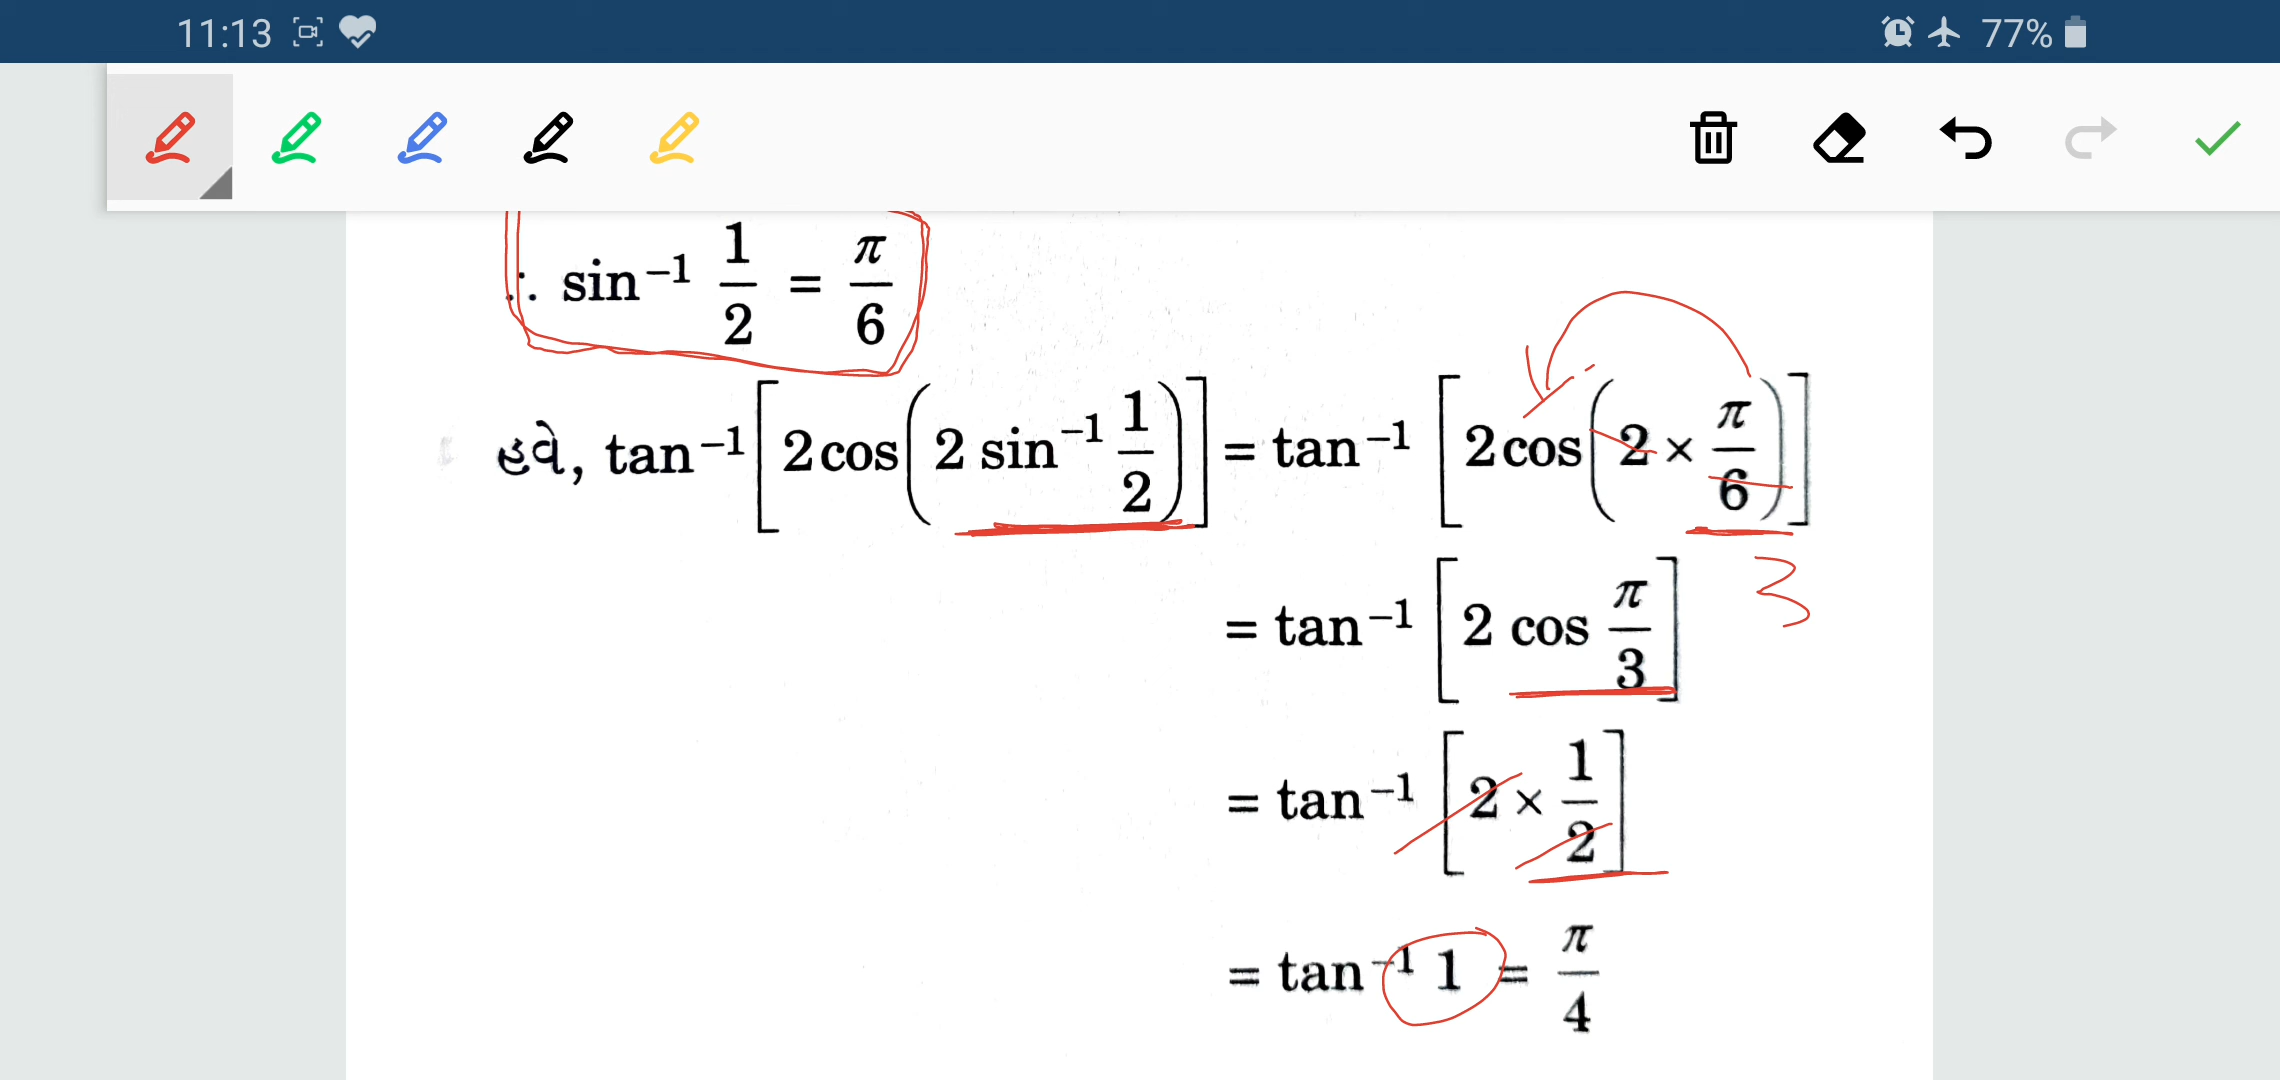 11:13 77%
∴ sin⁻¹ 1/2 = π/6
હવે, tan⁻¹[2cos(2 sin⁻¹ 1/2)] = tan⁻¹[2cos(2 × π/6)]
3
= tan⁻¹[2 cos π/3]
= tan⁻¹[2 × 1/2]
= tan⁻¹ 1 = π/4